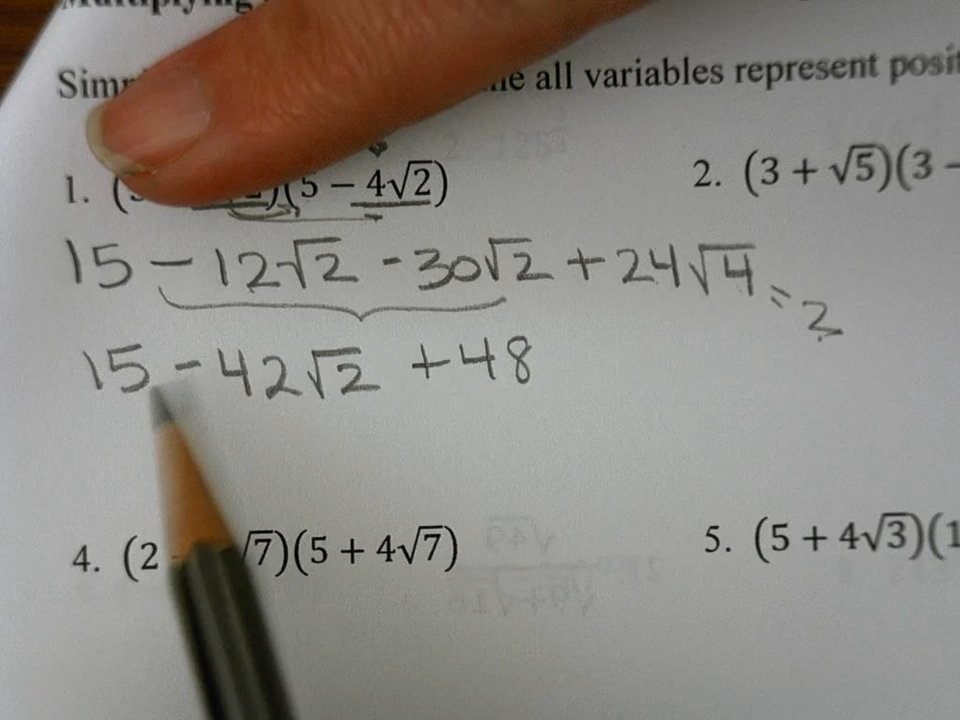 Multiplying
all variables represent
1. (5 − 4√2)
2. (3 + √5)(3 −
15 − 12√2 - 30√2 + 24√4 = 2
15 - 42√2 + 48
4. (2 √7)(5 + 4√7)
5. (5 + 4√3)(1